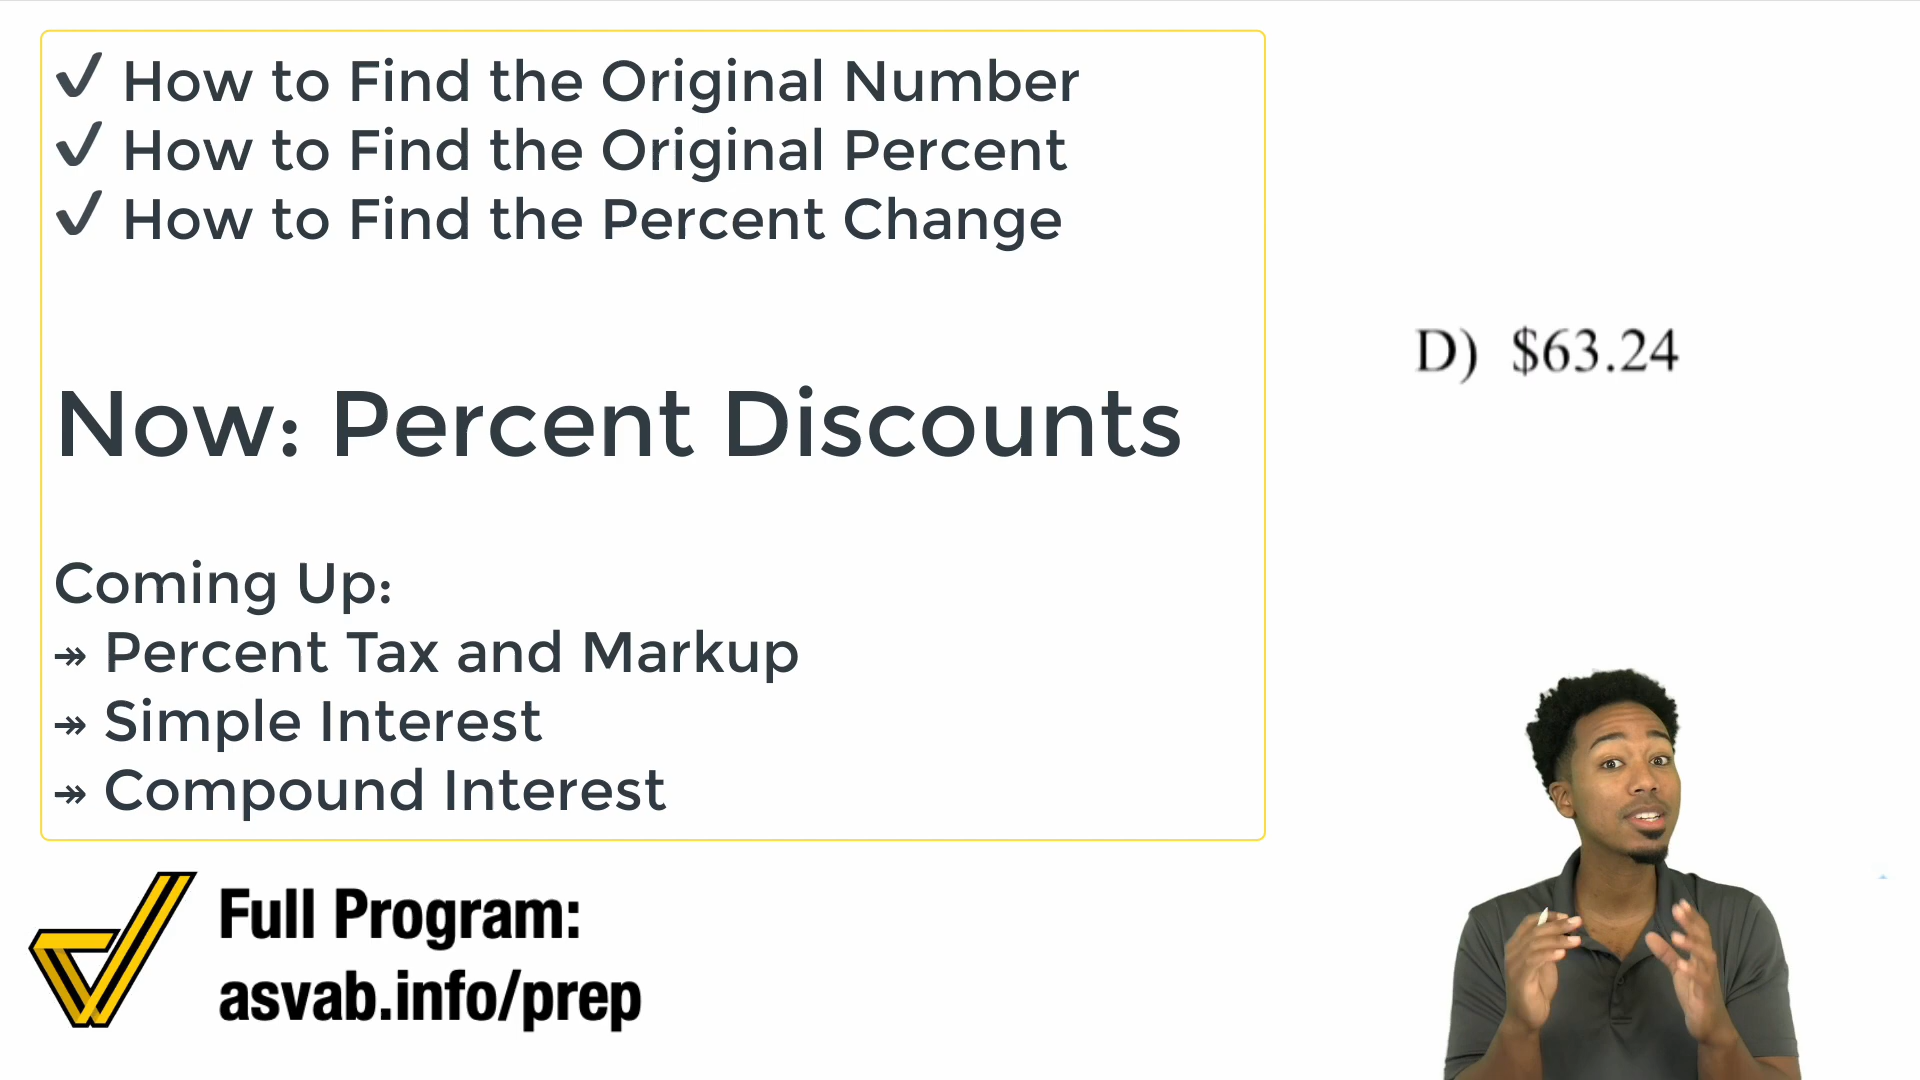 ✓ How to Find the Original Number
✓ How to Find the Original Percent
✓ How to Find the Percent Change
Now: Percent Discounts
Coming Up:
↠ Percent Tax and Markup
↠ Simple Interest
↠ Compound Interest
D) $63.24
Full Program:
asvab.info/prep